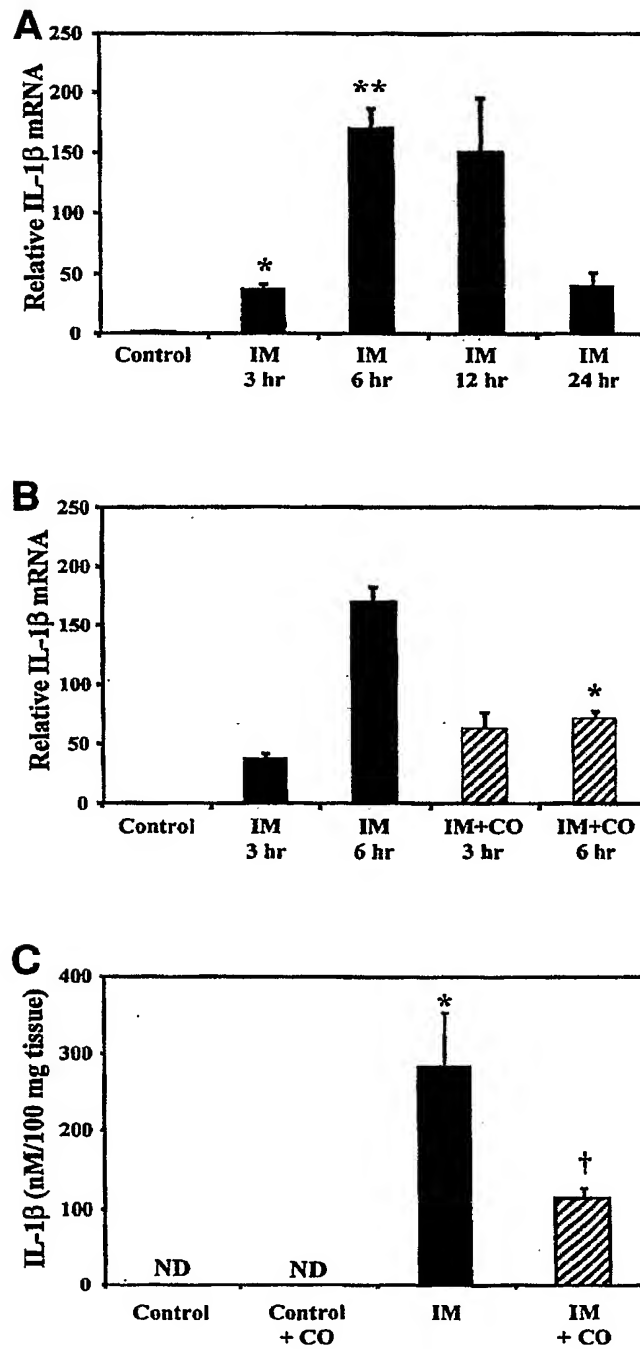 A
Relative IL-1β mRNA
250
200
150
100
50
0
*
**
Control
IM
3 hr
IM
6 hr
IM
12 hr
IM
24 hr
B
Relative IL-1β mRNA
250
200
150
100
50
0
*
Control
IM
3 hr
IM
6 hr
IM+CO
3 hr
IM+CO
6 hr
C
IL-1β (nM/100 mg tissue)
400
300
200
100
0
ND
ND
*
†
Control
Control
+ CO
IM
IM
+ CO